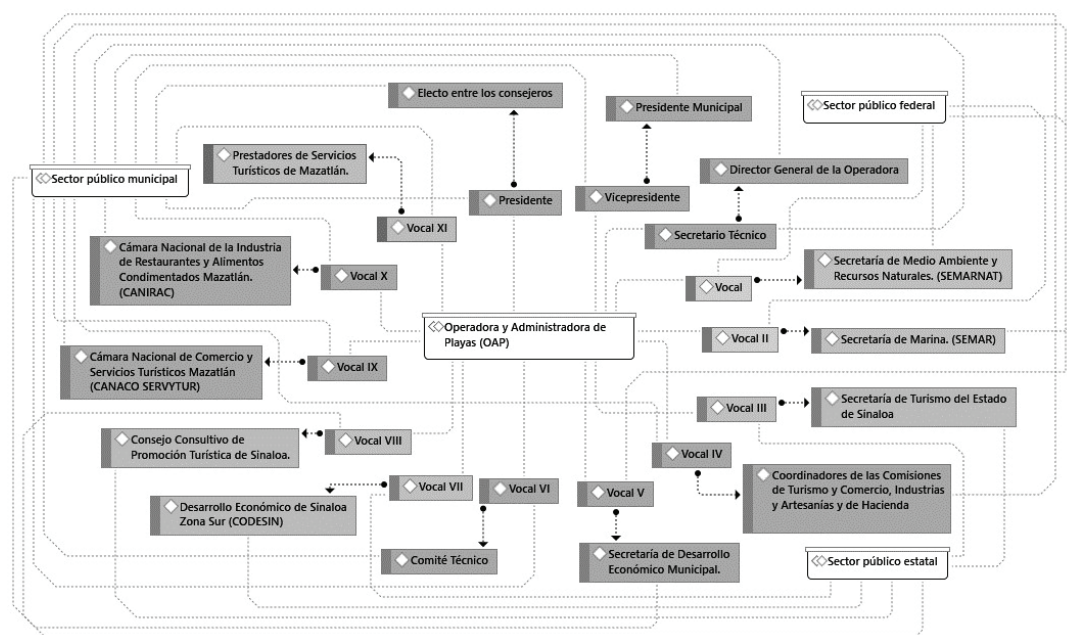 Electo entre los consejeros
Presidente Municipal
Sector público federal
Prestadores de Servicios
Turísticos de Mazatlán.
Director General de la Operadora
Sector público municipal
Presidente
Vicepresidente
Vocal XI
Secretario Técnico
Cámara Nacional de la Industria
de Restaurantes y Alimentos
Condimentados Mazatlán.
(CANIRAC)
Vocal X
Secretaría de Medio Ambiente y
Recursos Naturales. (SEMARNAT)
Vocal
Operadora y Administradora de
Playas (OAP)
Vocal II
Secretaría de Marina. (SEMAR)
Cámara Nacional de Comercio y
Servicios Turísticos Mazatlán
(CANACO SERVYTUR)
Vocal IX
Vocal III
Secretaría de Turismo del Estado
de Sinaloa
Consejo Consultivo de
Promoción Turística de Sinaloa.
Vocal VIII
Vocal IV
Coordinadores de las Comisiones
de Turismo y Comercio, Industrias
y Artesanías y de Hacienda
Vocal VII
Vocal VI
Vocal V
Desarrollo Económico de Sinaloa
Zona Sur (CODESIN)
Comité Técnico
Secretaría de Desarrollo
Económico Municipal.
Sector público estatal